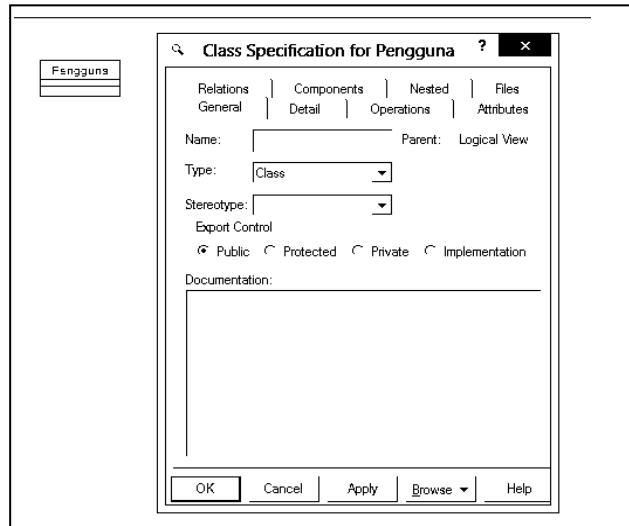 Fengguns
Class Specification for Pengguna ? ×
Relations Components Nested Files
General Detail Operations Attributes
Name: Parent: Logical View
Type: Class
Stereotype:
Export Control
Public Protected Private Implementation
Documentation:
OK Cancel Apply Browse Help